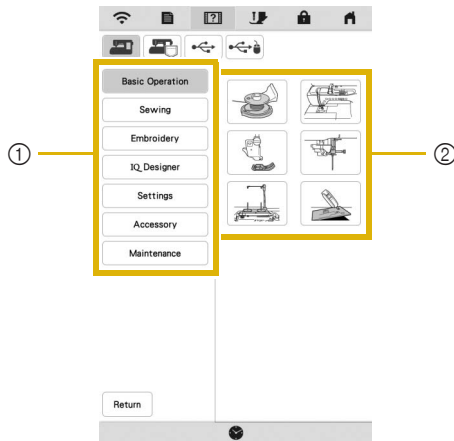 ?
Basic Operation
Sewing
Embroidery
IQ Designer
Settings
Accessory
Maintenance
Return
①
②